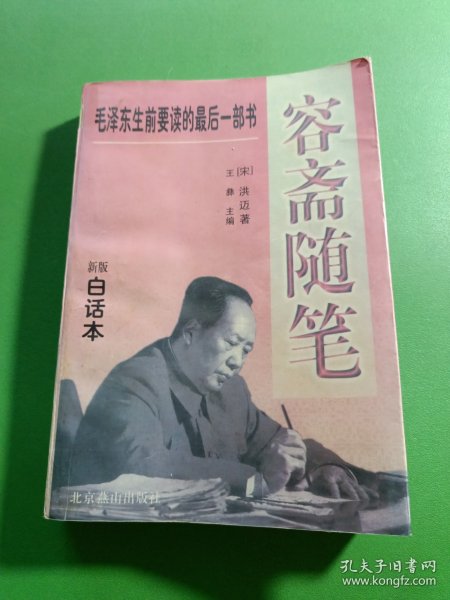 毛泽东生前要读的最后一部书
容斋随笔
[宋]洪迈著
王彝 主编
新版
白话本
北京燕山出版社
孔夫子旧书网
www.kongfz.com